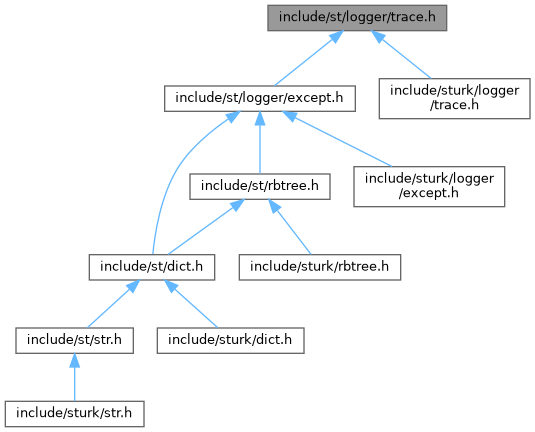 include/st/logger/trace.h
include/st/logger/except.h
include/sturk/logger
/trace.h
include/st/rbtree.h
include/sturk/logger
/except.h
include/st/dict.h
include/sturk/rbtree.h
include/st/str.h
include/sturk/dict.h
include/sturk/str.h